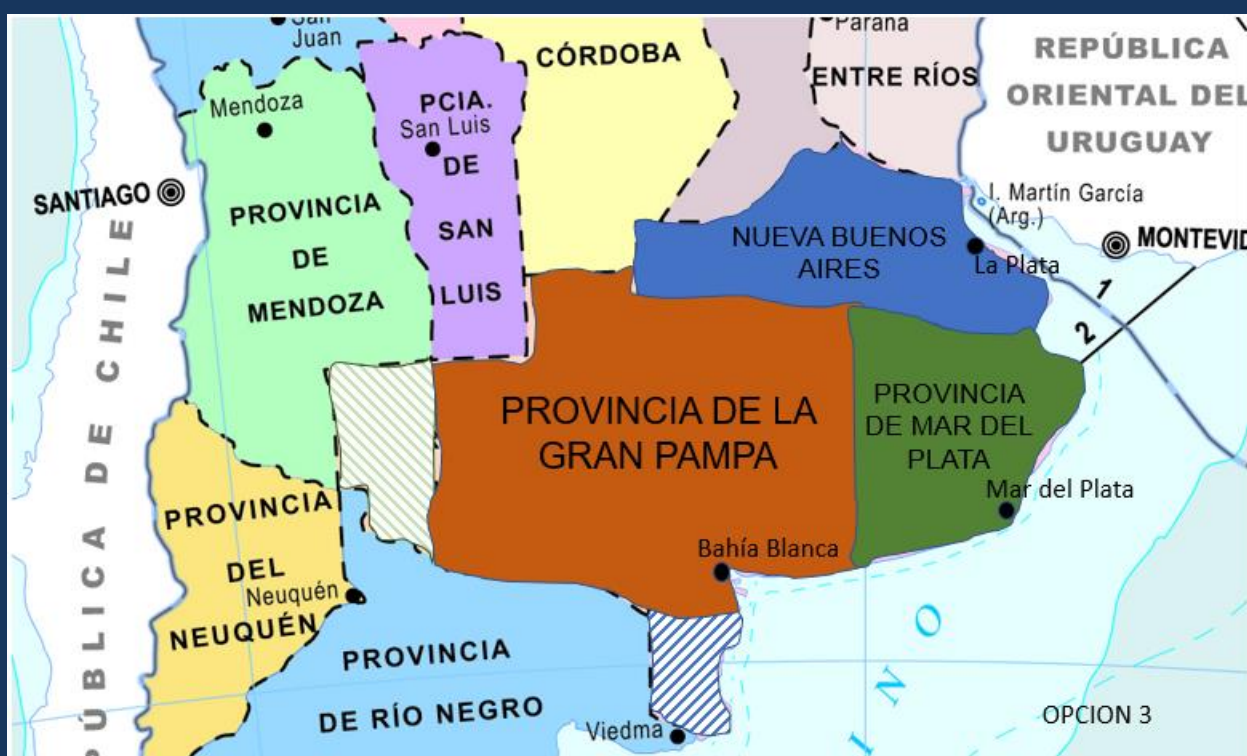 San
Juan
Mendoza
PCIA.
San Luis
DE
SAN
LUIS
CÓRDOBA
Paraná
ENTRE RÍOS
REPÚBLICA
ORIENTAL DEL
URUGUAY
SANTIAGO
PROVINCIA
DE
MENDOZA
I. Martín García
(Arg.)
MONTEVID
NUEVA BUENOS
AIRES
La Plata
1
2
PÚBLICA DE CHILE
PROVINCIA DE LA
GRAN PAMPA
PROVINCIA
DE MAR DEL
PLATA
Mar del Plata
Bahía Blanca
PROVINCIA
DEL
Neuquén
NEUQUÉN
PROVINCIA
DE RÍO NEGRO
Viedma
INO
OPCION 3